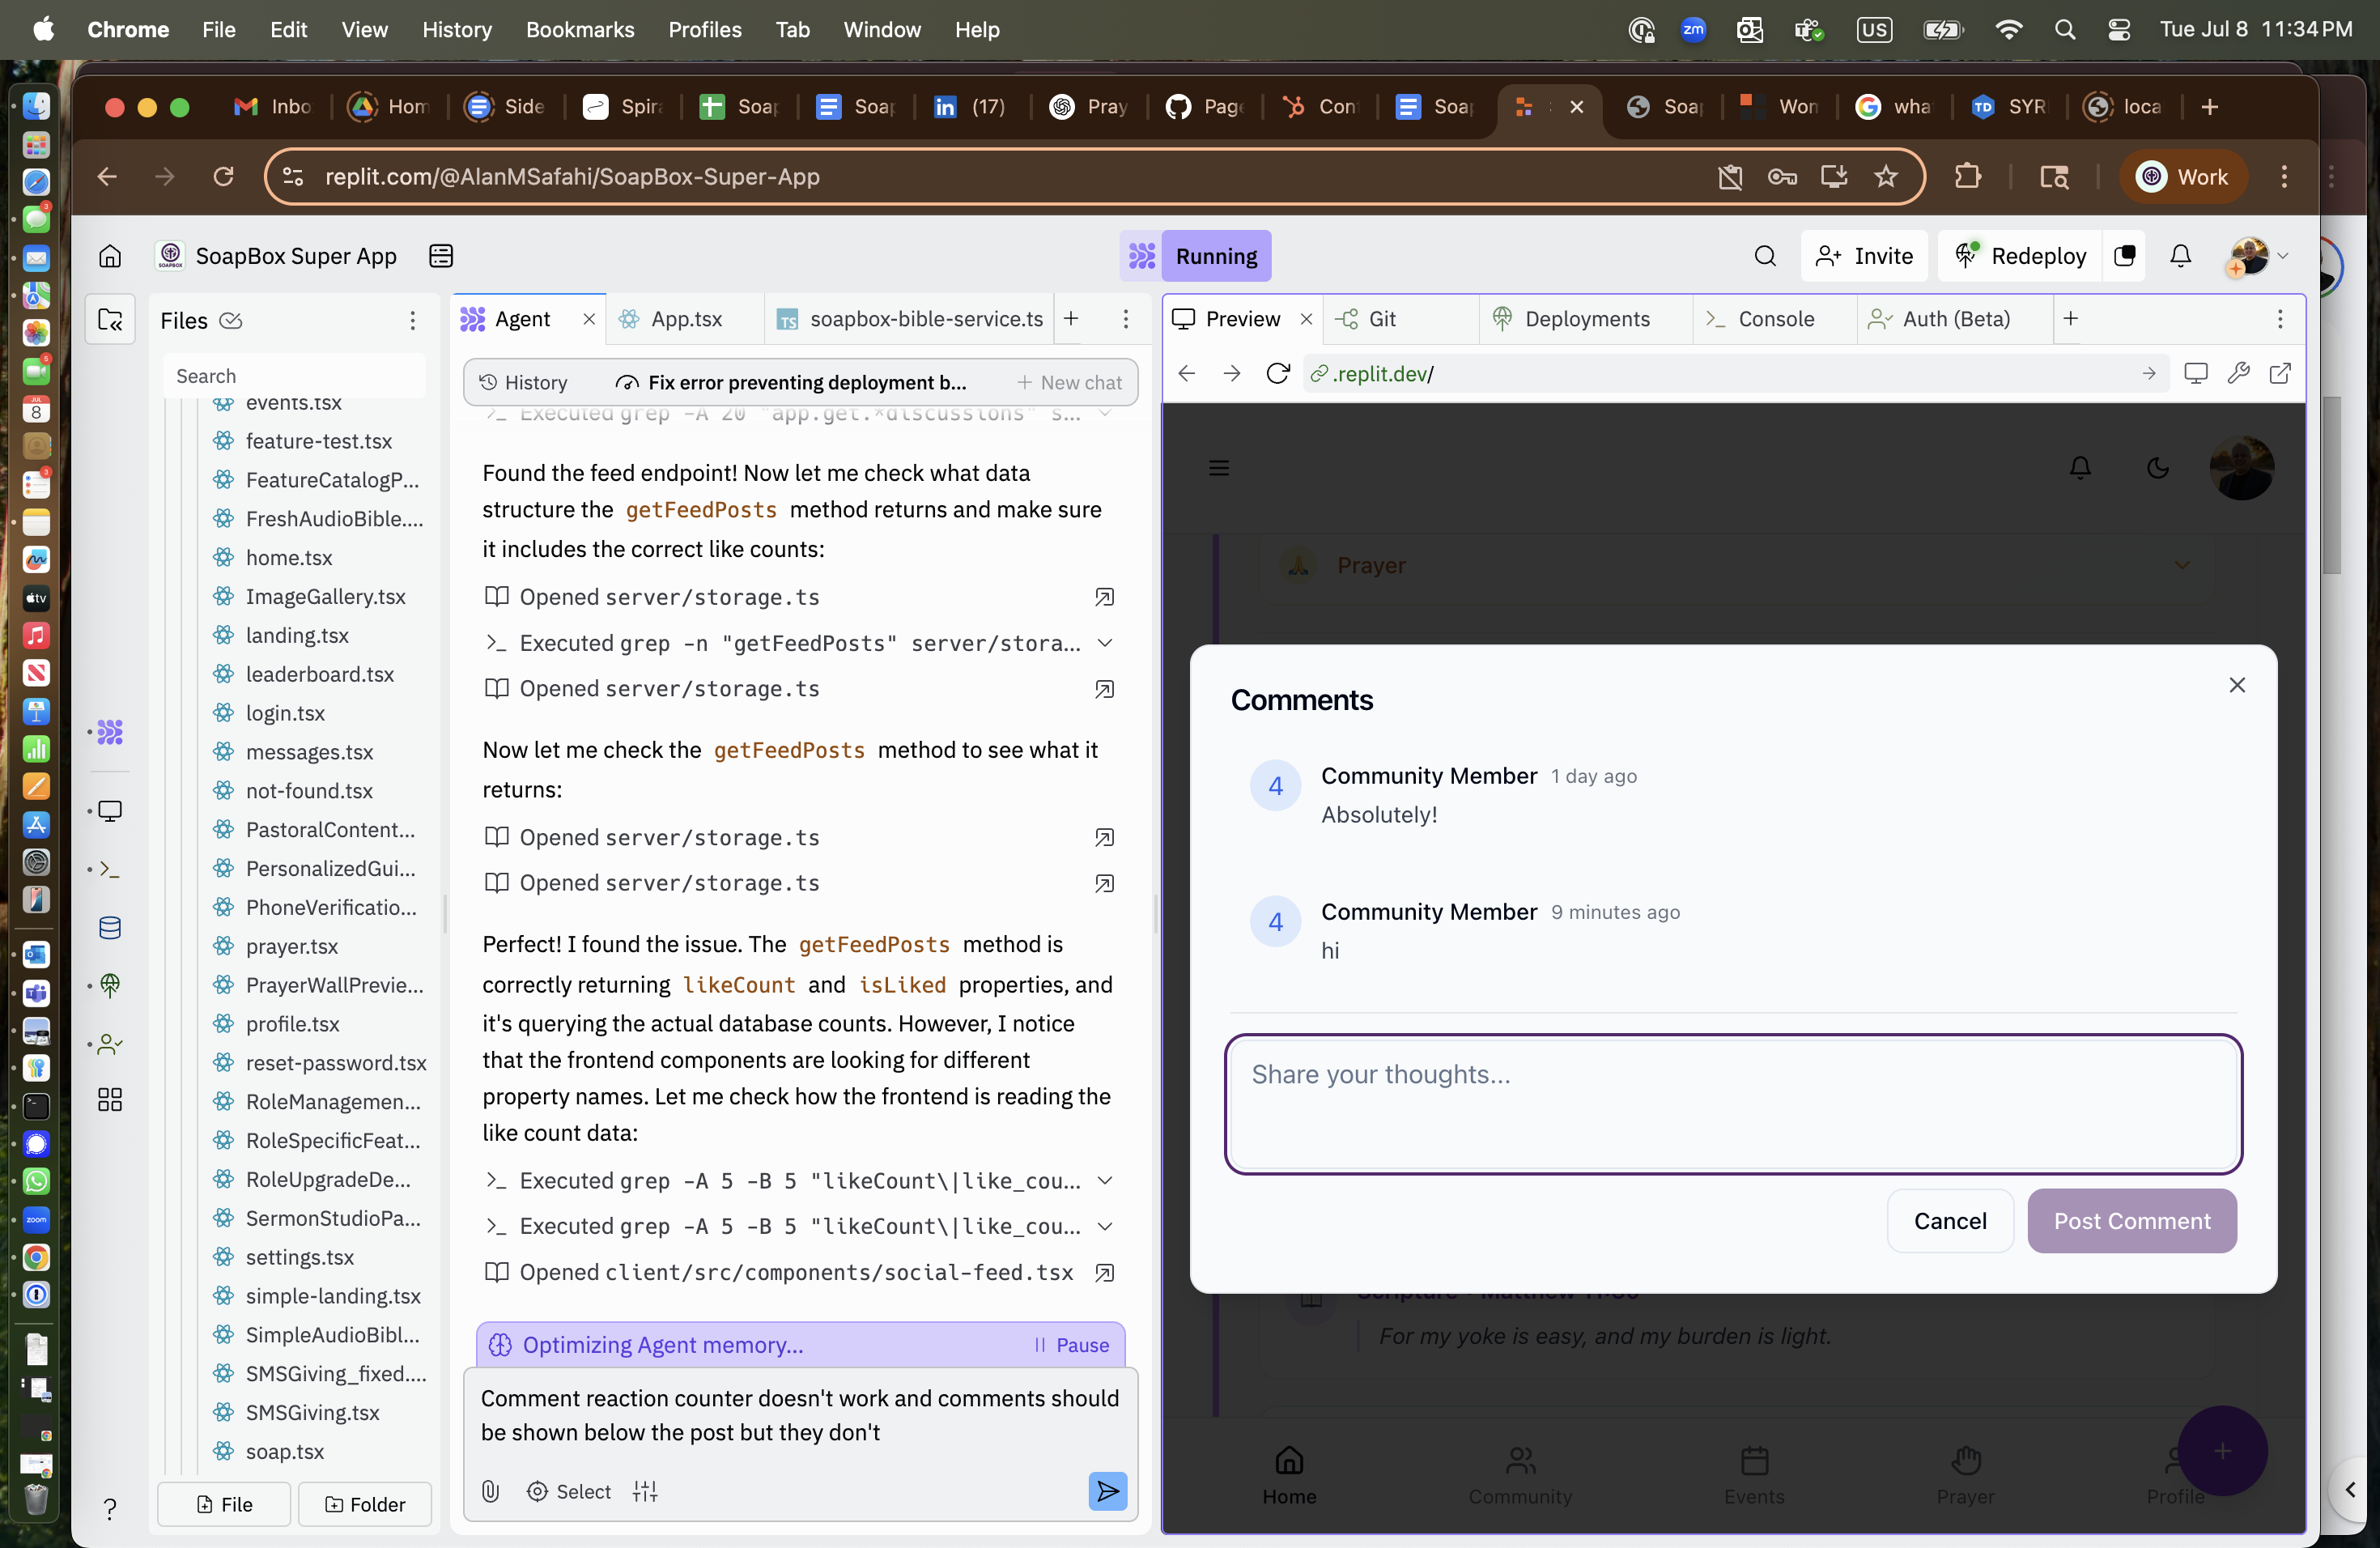 Chrome File Edit View History Bookmarks Profiles Tab Window Help
zm US Tue Jul 8 11:34 PM
Inbo Hom Side Spira Soap Soap (17) Pray Page Cont Soap Soap Wom what SYR loca
replit.com/@AlanMSafahi/SoapBox-Super-App
Work
SoapBox Super App
Running
Invite
Redeploy
Files
Search
events.tsx
feature-test.tsx
FeatureCatalogP...
FreshAudioBible....
home.tsx
ImageGallery.tsx
landing.tsx
leaderboard.tsx
login.tsx
messages.tsx
not-found.tsx
PastoralContent...
PersonalizedGui...
PhoneVerificatio...
prayer.tsx
PrayerWallPrevie...
profile.tsx
reset-password.tsx
RoleManagemen...
RoleSpecificFeat...
RoleUpgradeDe...
SermonStudioPa...
settings.tsx
simple-landing.tsx
SimpleAudioBibl...
SMSGiving_fixed....
SMSGiving.tsx
soap.tsx
File
Folder
Agent
App.tsx
TS soapbox-bible-service.ts
History
Fix error preventing deployment b...
New chat
Executed grep -A 20 "app.get.*discussions" s...
Found the feed endpoint! Now let me check what data
structure the getFeedPosts method returns and make sure
it includes the correct like counts:
Opened server/storage.ts
Executed grep -n "getFeedPosts" server/stora...
Opened server/storage.ts
Now let me check the getFeedPosts method to see what it
returns:
Opened server/storage.ts
Opened server/storage.ts
Perfect! I found the issue. The getFeedPosts method is
correctly returning likeCount and isLiked properties, and
it's querying the actual database counts. However, I notice
that the frontend components are looking for different
property names. Let me check how the frontend is reading the
like count data:
Executed grep -A 5 -B 5 "likeCount\|like_cou...
Executed grep -A 5 -B 5 "likeCount\|like_cou...
Opened client/src/components/social-feed.tsx
Optimizing Agent memory...
Pause
Comment reaction counter doesn't work and comments should
be shown below the post but they don't
Select
Preview
Git
Deployments
Console
Auth (Beta)
.replit.dev/
Prayer
Comments
4 Community Member 1 day ago
Absolutely!
4 Community Member 9 minutes ago
hi
Share your thoughts...
Cancel
Post Comment
For my yoke is easy, and my burden is light.
Home
Community
Events
Prayer
Profile